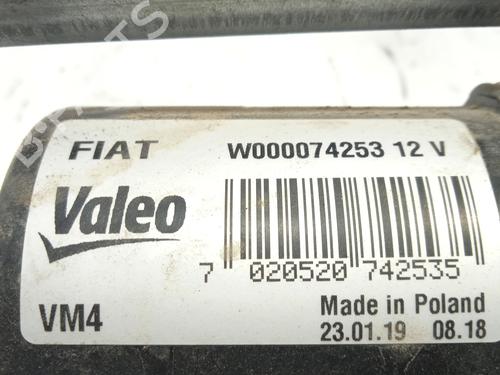 FIAT W000074253 12 V
Valeo
7 020520 742535
VM4 Made in Poland
23.01.19 08.18